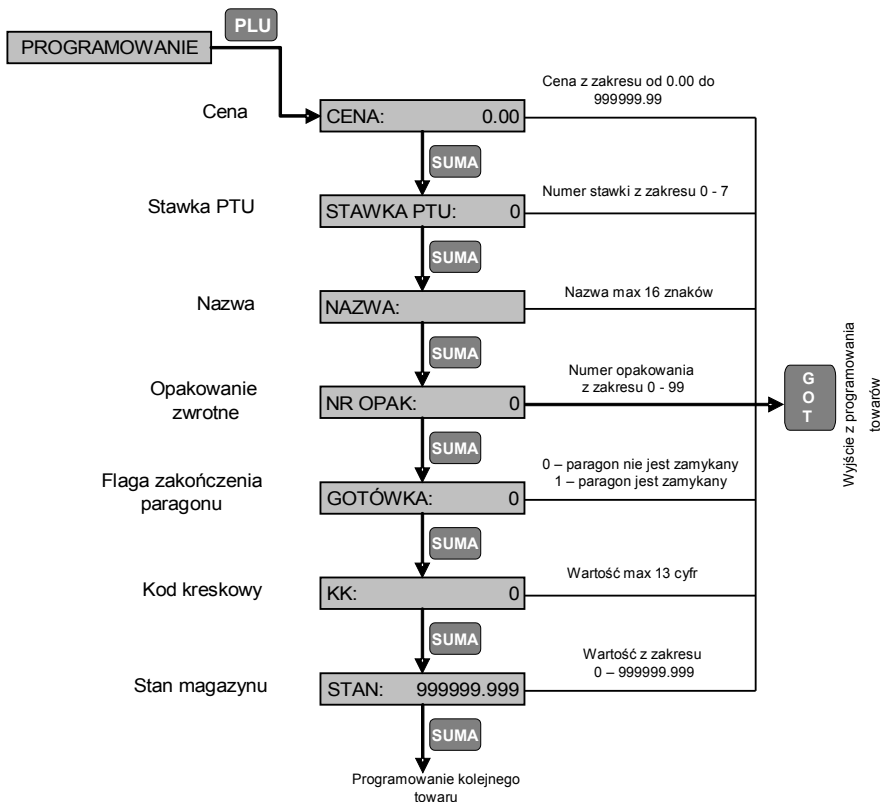 PLU
PROGRAMOWANIE
Cena z zakresu od 0.00 do
999999.99
Cena
CENA: 0.00
SUMA
Stawka PTU
STAWKA PTU: 0
Numer stawki z zakresu 0 - 7
SUMA
Nazwa
NAZWA:
Nazwa max 16 znaków
SUMA
Opakowanie
zwrotne
NR OPAK: 0
Numer opakowania
z zakresu 0 - 99
G
O
T
Wyjście z programowania
towarów
SUMA
Flaga zakończenia
paragonu
GOTÓWKA: 0
0 – paragon nie jest zamykany
1 – paragon jest zamykany
SUMA
Kod kreskowy
KK: 0
Wartość max 13 cyfr
SUMA
Stan magazynu
STAN: 999999.999
Wartość z zakresu
0 – 999999.999
SUMA
Programowanie kolejnego
towaru